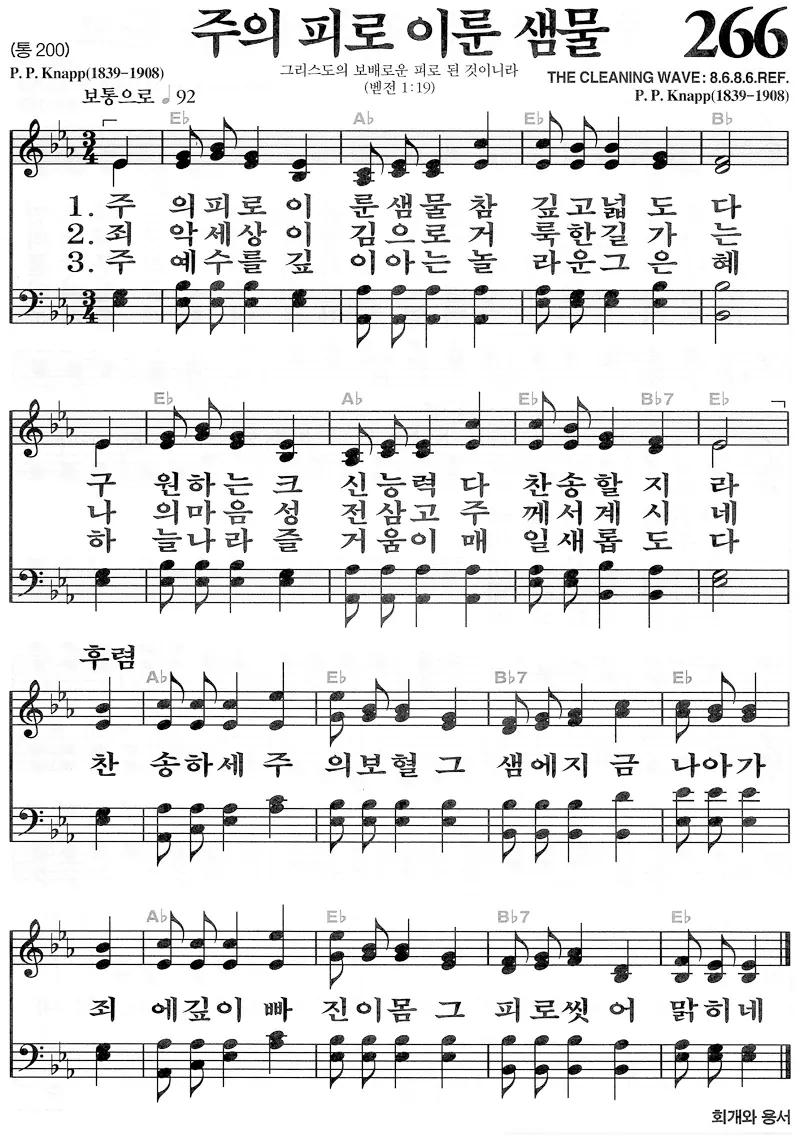 주의 피로 이룬 샘물 266
(통 200)
P. P. Knapp(1839-1908)
그리스도의 보배로운 피로 된 것이니라
(벧전 1:19)
THE CLEANING WAVE: 8.6.8.6.REF.
P. P. Knapp(1839-1908)
보통으로 ♩92
E♭ A♭ E♭ B♭
3/4
1. 주 의피로이 룬샘물참 깊고넓도 다
2. 죄 악세상이 김으로거 룩한길가 는
3. 주 예수를깊 이아는놀 라운그은 혜
3/4
E♭ A♭ E♭ B♭7 E♭
구 원하는크 신능력다 찬송할지 라
나 의마음성 전삼고주 께서계시 네
하 늘나라즐 거움이매 일새롭도 다
후렴
A♭ E♭ B♭7 E♭
찬 송하세주 의보혈그 샘에지금 나아가
A♭ E♭ B♭7 E♭
죄 에깊이빠 진이몸그 피로씻어 맑히네
회개와 용서